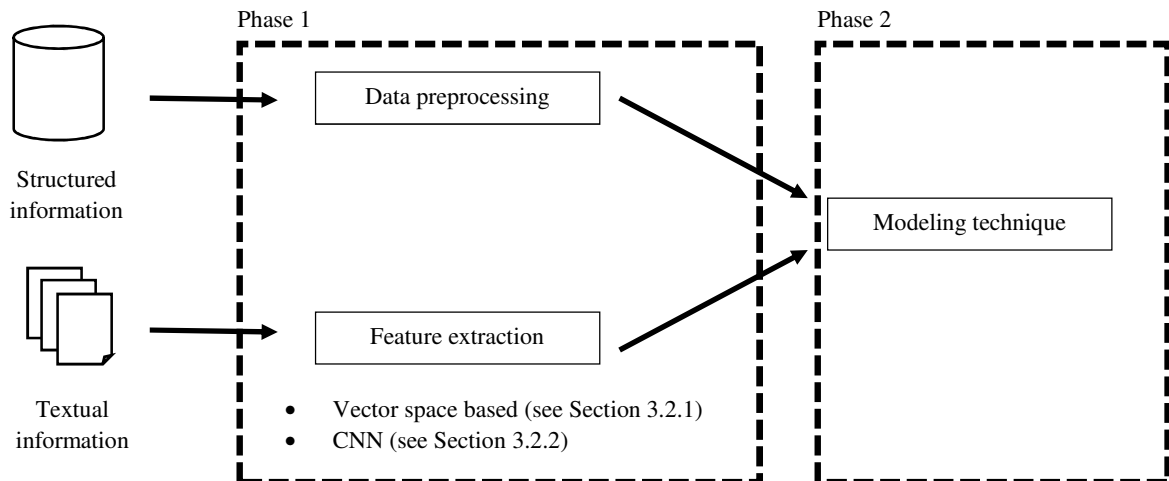 Phase 1
Phase 2
Data preprocessing
Structured
information
Modeling technique
Feature extraction
Textual
information
• Vector space based (see Section 3.2.1)
• CNN (see Section 3.2.2)